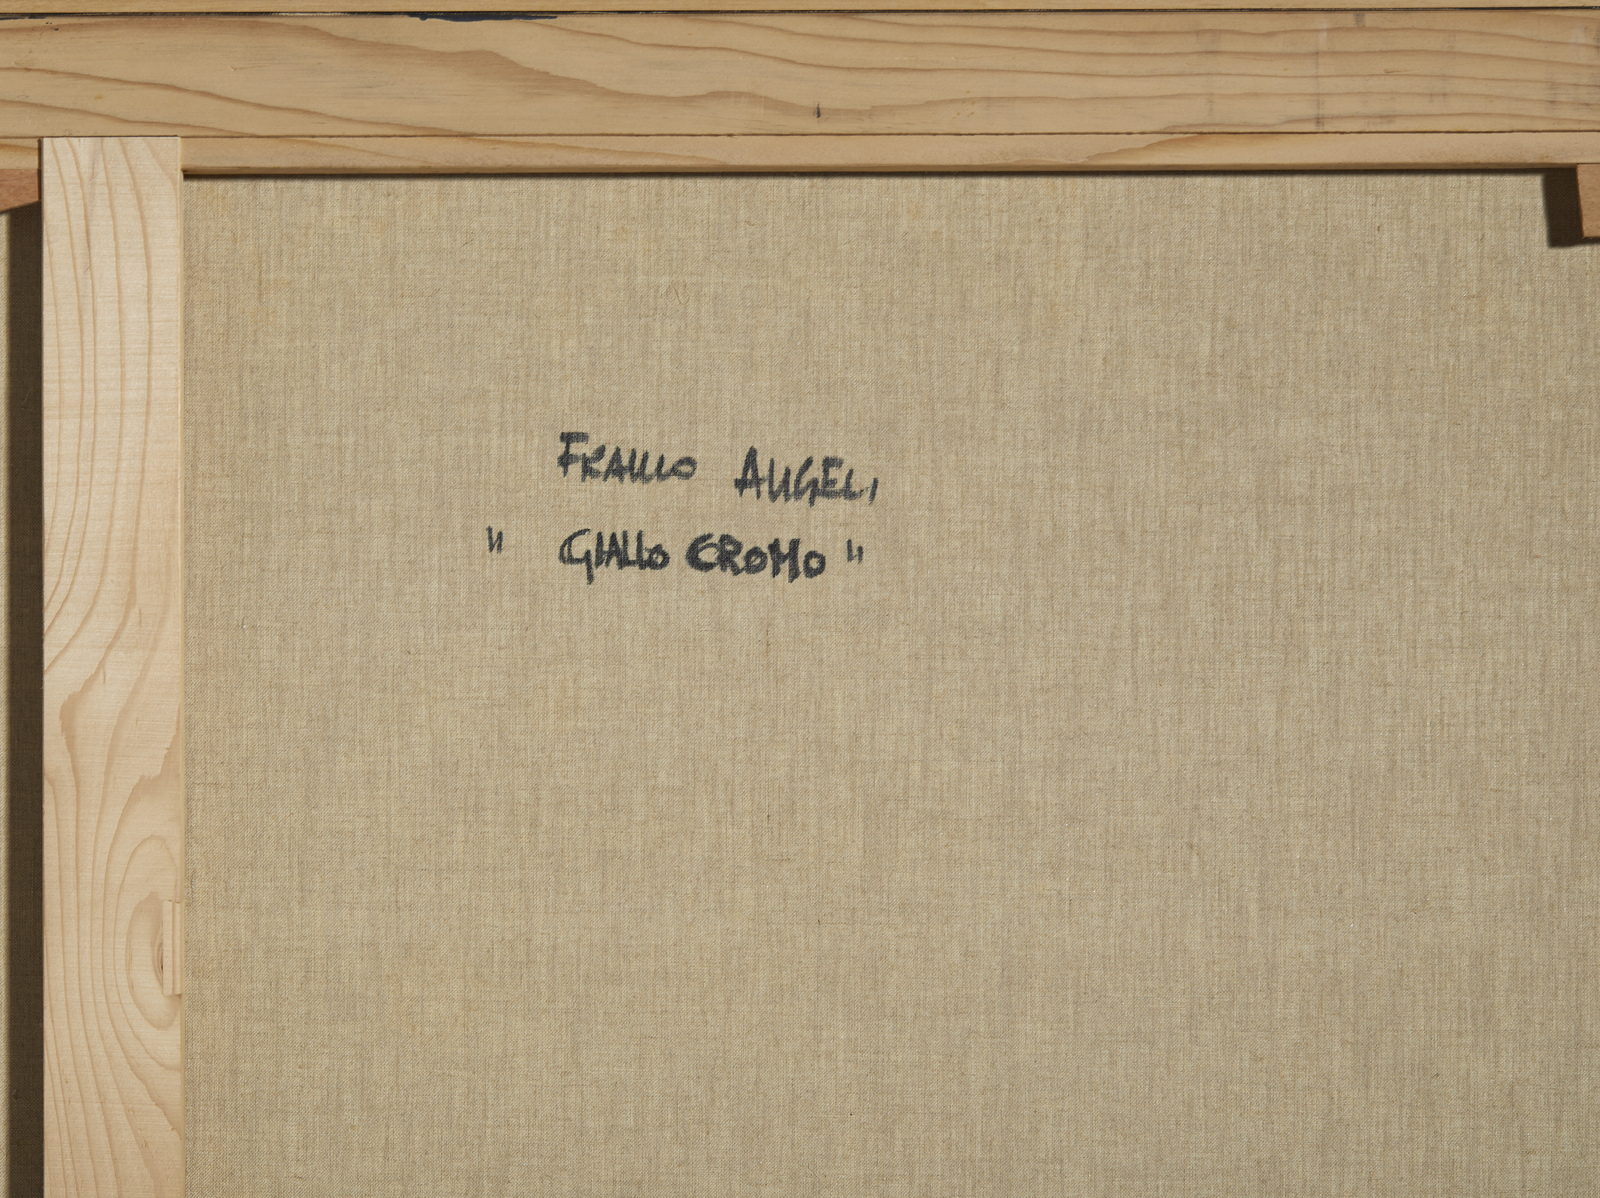 FRANCO ANGELI
" GIALLO CROMO "